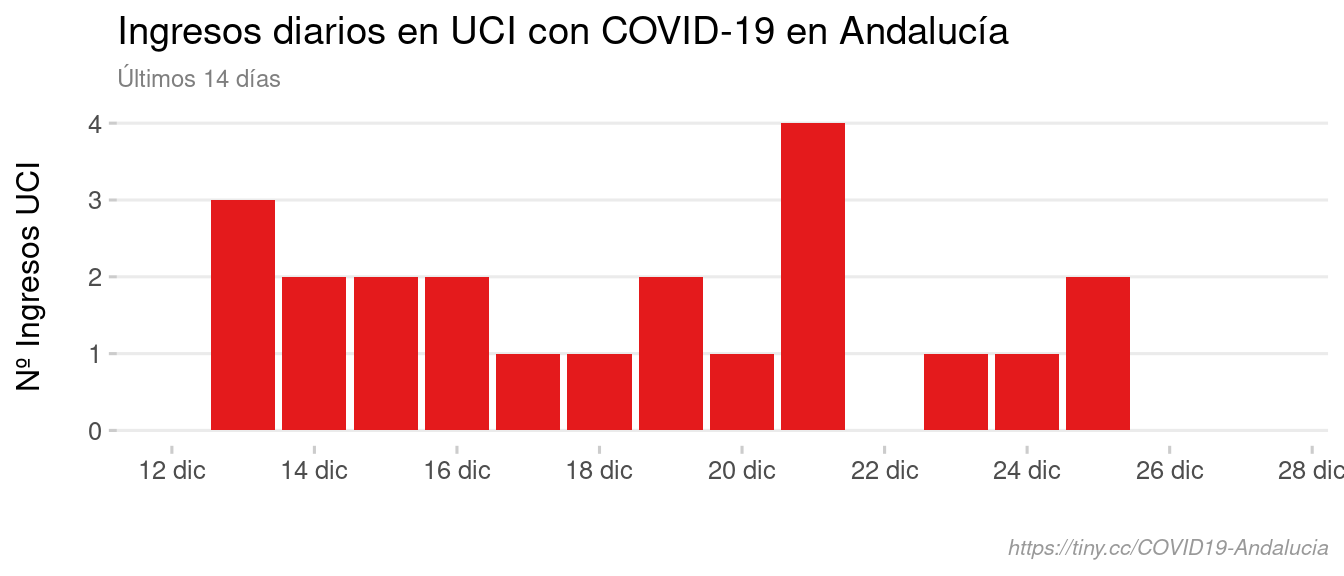 Ingresos diarios en UCI con COVID-19 en Andalucía
Últimos 14 días
Nº Ingresos UCI
4
3
2
1
0
12 dic 14 dic 16 dic 18 dic 20 dic 22 dic 24 dic 26 dic 28 dic
https://tiny.cc/COVID19-Andalucia